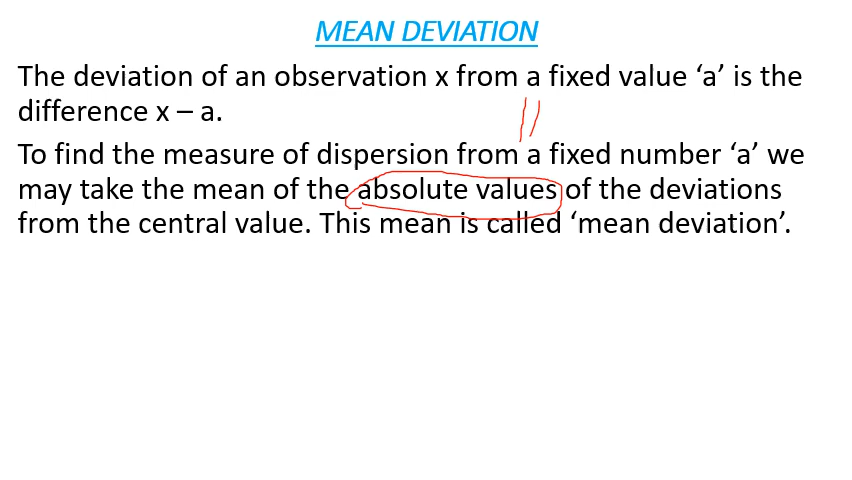 MEAN DEVIATION
The deviation of an observation x from a fixed value ‘a’ is the
difference x – a.
To find the measure of dispersion from a fixed number ‘a’ we
may take the mean of the absolute values of the deviations
from the central value. This mean is called ‘mean deviation’.